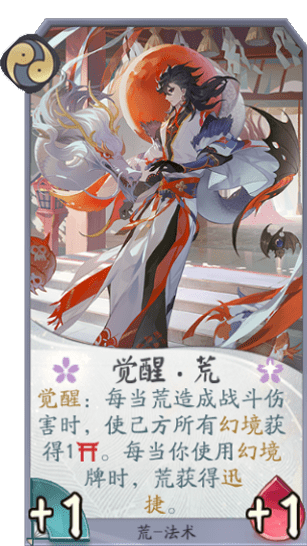 觉醒·荒
觉醒：每当荒造成战斗伤
害时，使己方所有幻境获
得1⛩。每当你使用幻境
牌时，荒获得迅
捷。
+1
+1
荒-法术